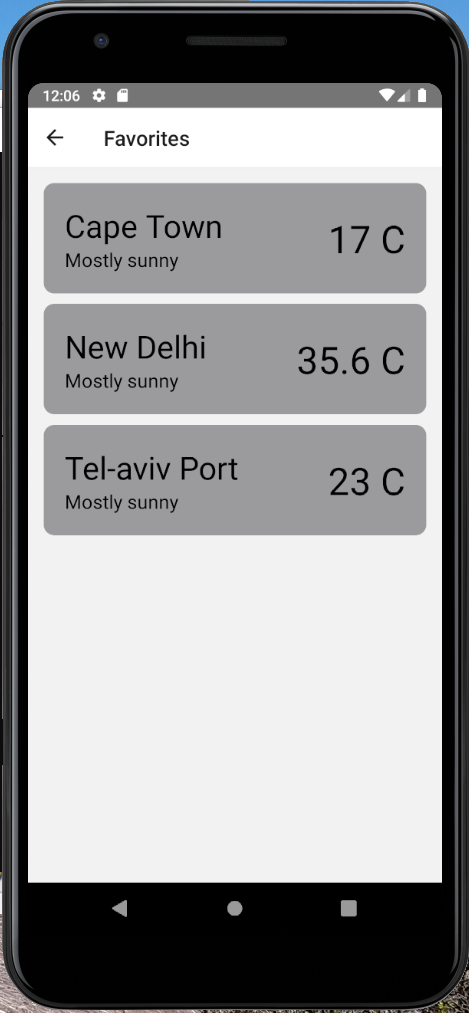 12:06
Favorites
Cape Town
Mostly sunny
17 C
New Delhi
Mostly sunny
35.6 C
Tel-aviv Port
Mostly sunny
23 C